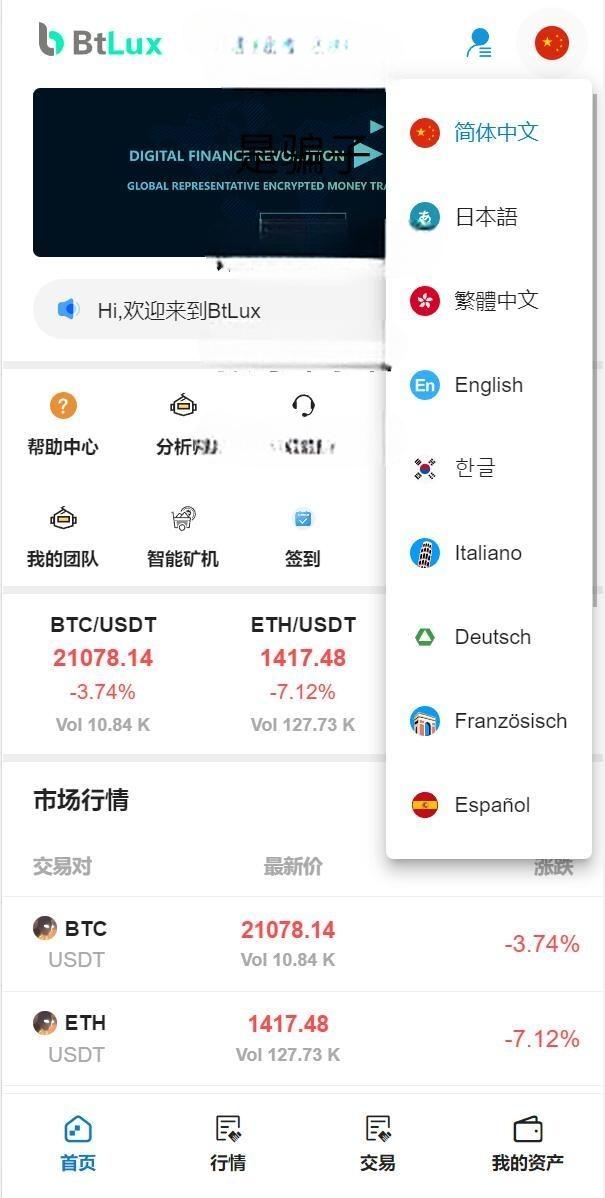 BtLux
DIGITAL FINANCE REVOLUTION
GLOBAL REPRESENTATIVE ENCRYPTED MONEY TRA
是骗子
Hi,欢迎来到BtLux
简体中文
日本語
繁體中文
English
한글
Italiano
Deutsch
Französisch
Español
帮助中心
分析
我的团队 智能矿机 签到
BTC/USDT ETH/USDT
21078.14 1417.48
-3.74% -7.12%
Vol 10.84 K Vol 127.73 K
市场行情
交易对 最新价 涨跌
BTC 21078.14 -3.74%
USDT Vol 10.84 K
ETH 1417.48 -7.12%
USDT Vol 127.73 K
首页 行情 交易 我的资产